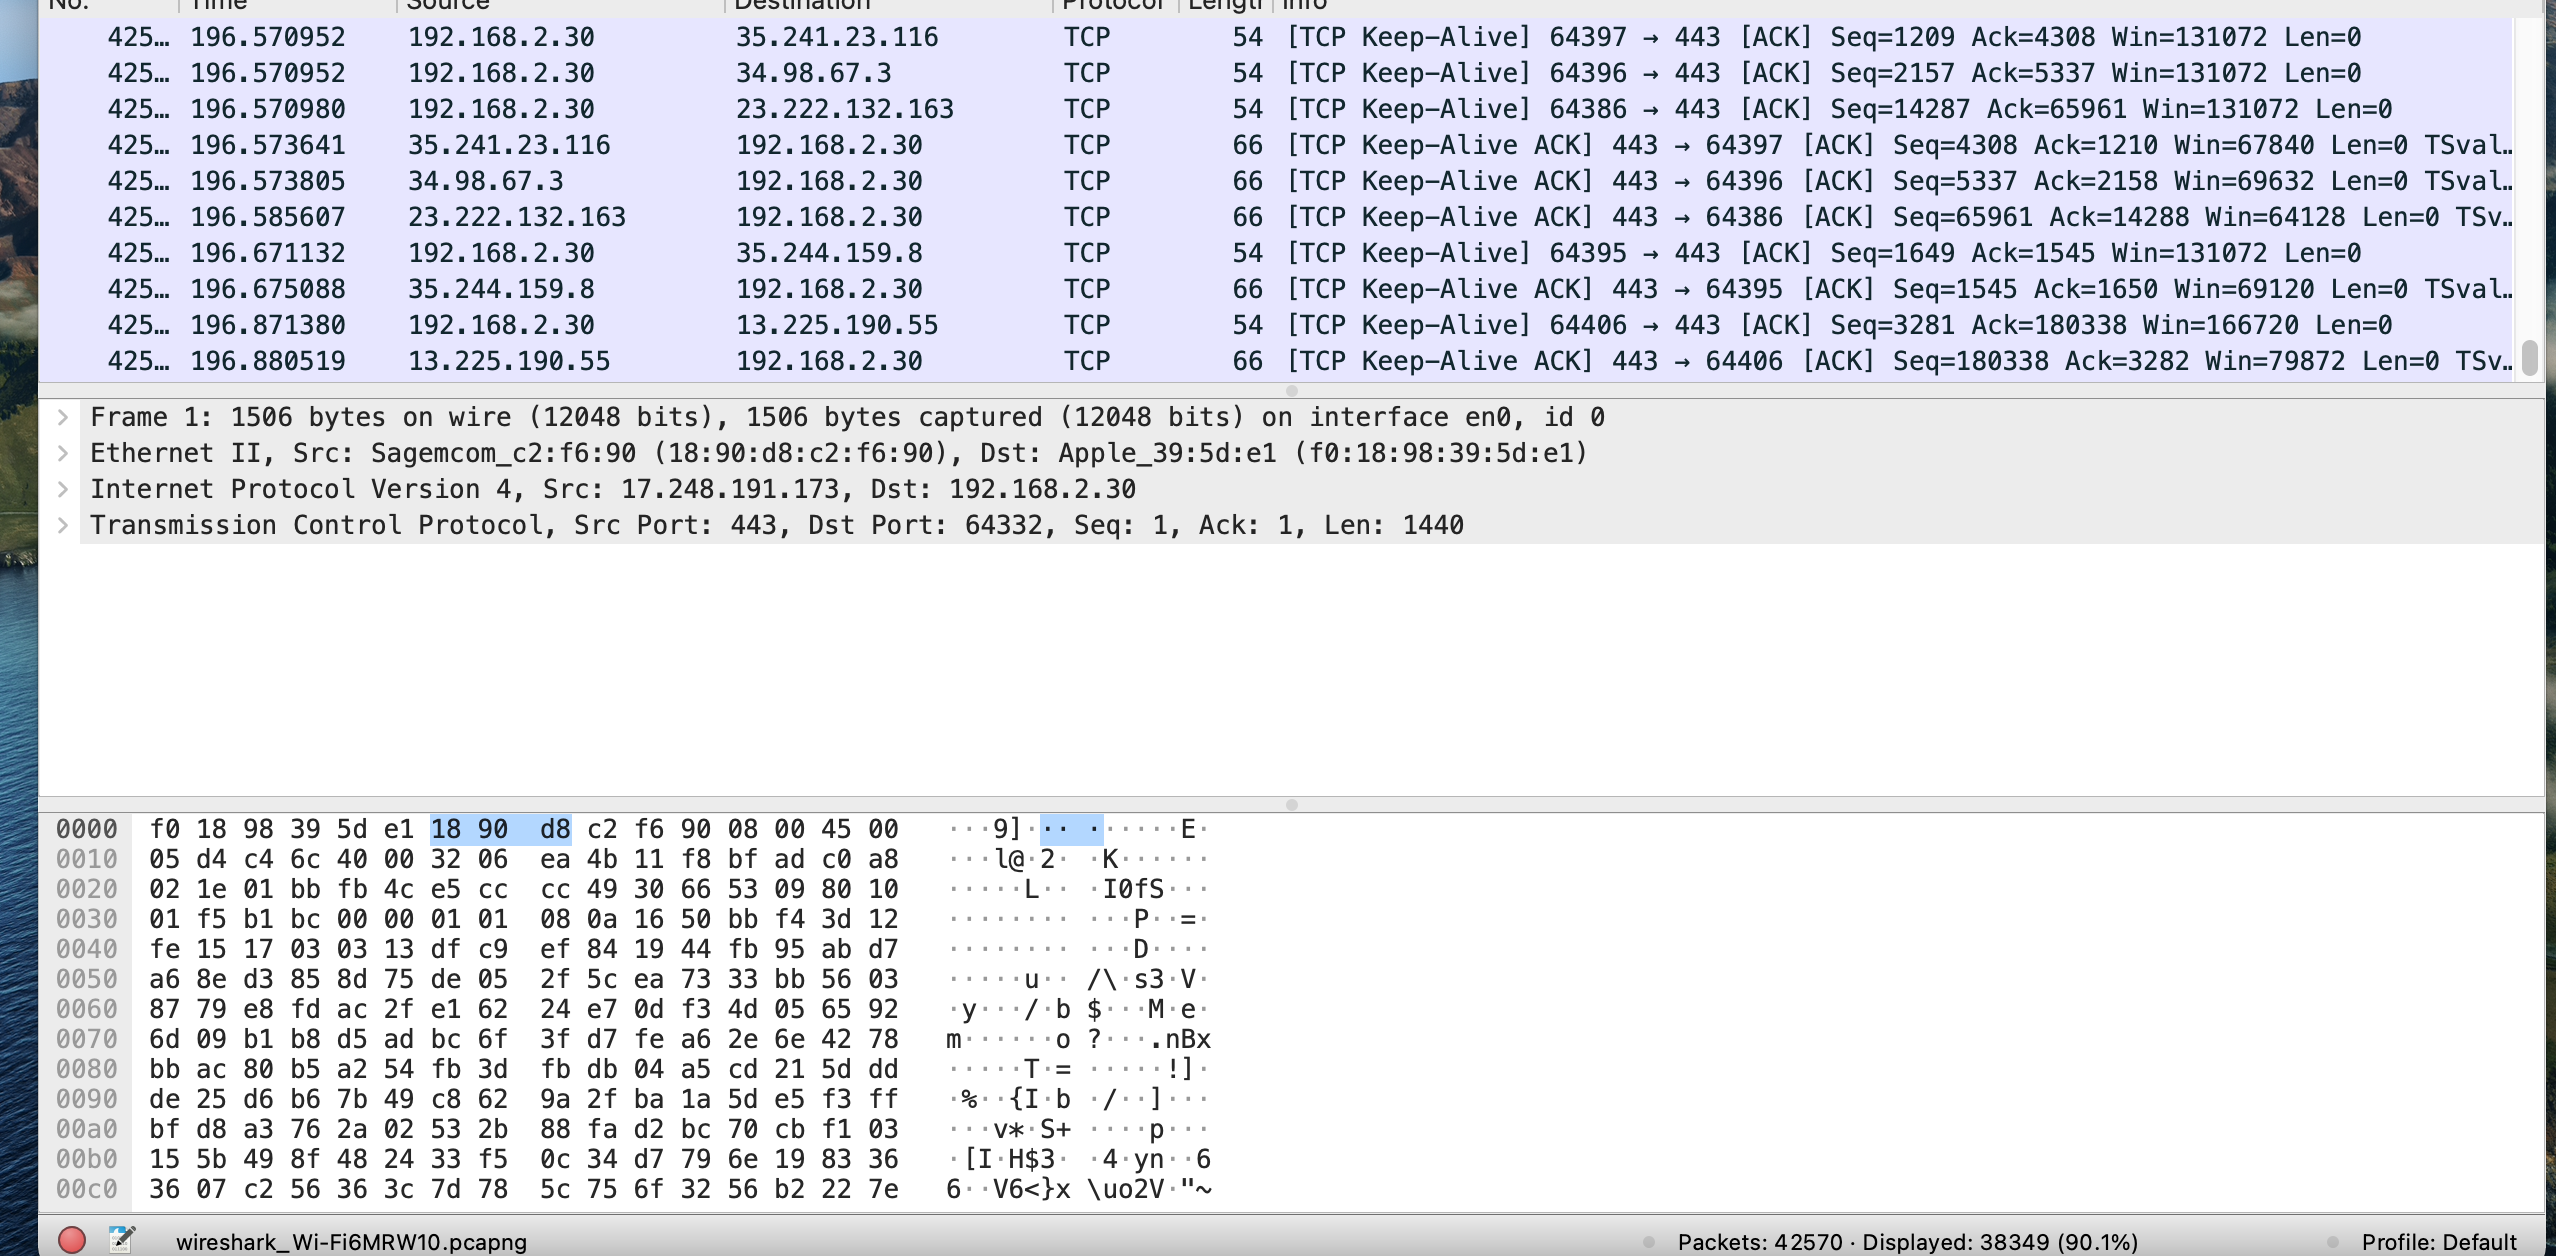 No. Time Source Destination Protocol Length Info
425… 196.570952 192.168.2.30 35.241.23.116 TCP 54 [TCP Keep-Alive] 64397 → 443 [ACK] Seq=1209 Ack=4308 Win=131072 Len=0
425… 196.570952 192.168.2.30 34.98.67.3 TCP 54 [TCP Keep-Alive] 64396 → 443 [ACK] Seq=2157 Ack=5337 Win=131072 Len=0
425… 196.570980 192.168.2.30 23.222.132.163 TCP 54 [TCP Keep-Alive] 64386 → 443 [ACK] Seq=14287 Ack=65961 Win=131072 Len=0
425… 196.573641 35.241.23.116 192.168.2.30 TCP 66 [TCP Keep-Alive ACK] 443 → 64397 [ACK] Seq=4308 Ack=1210 Win=67840 Len=0 TSval…
425… 196.573805 34.98.67.3 192.168.2.30 TCP 66 [TCP Keep-Alive ACK] 443 → 64396 [ACK] Seq=5337 Ack=2158 Win=69632 Len=0 TSval…
425… 196.585607 23.222.132.163 192.168.2.30 TCP 66 [TCP Keep-Alive ACK] 443 → 64386 [ACK] Seq=65961 Ack=14288 Win=64128 Len=0 TSv…
425… 196.671132 192.168.2.30 35.244.159.8 TCP 54 [TCP Keep-Alive] 64395 → 443 [ACK] Seq=1649 Ack=1545 Win=131072 Len=0
425… 196.675088 35.244.159.8 192.168.2.30 TCP 66 [TCP Keep-Alive ACK] 443 → 64395 [ACK] Seq=1545 Ack=1650 Win=69120 Len=0 TSval…
425… 196.871380 192.168.2.30 13.225.190.55 TCP 54 [TCP Keep-Alive] 64406 → 443 [ACK] Seq=3281 Ack=180338 Win=166720 Len=0
425… 196.880519 13.225.190.55 192.168.2.30 TCP 66 [TCP Keep-Alive ACK] 443 → 64406 [ACK] Seq=180338 Ack=3282 Win=79872 Len=0 TSv…
Frame 1: 1506 bytes on wire (12048 bits), 1506 bytes captured (12048 bits) on interface en0, id 0
Ethernet II, Src: Sagemcom_c2:f6:90 (18:90:d8:c2:f6:90), Dst: Apple_39:5d:e1 (f0:18:98:39:5d:e1)
Internet Protocol Version 4, Src: 17.248.191.173, Dst: 192.168.2.30
Transmission Control Protocol, Src Port: 443, Dst Port: 64332, Seq: 1, Ack: 1, Len: 1440
0000 f0 18 98 39 5d e1 18 90 d8 c2 f6 90 08 00 45 00 ···9]··· ······E·
0010 05 d4 c4 6c 40 00 32 06 ea 4b 11 f8 bf ad c0 a8 ···l@·2· ·K······
0020 02 1e 01 bb fb 4c e5 cc cc 49 30 66 53 09 80 10 ·····L·· ·I0fS···
0030 01 f5 b1 bc 00 00 01 01 08 0a 16 50 bb f4 3d 12 ········ ···P··=·
0040 fe 15 17 03 03 13 df c9 ef 84 19 44 fb 95 ab d7 ········ ···D····
0050 a6 8e d3 85 8d 75 de 05 2f 5c ea 73 33 bb 56 03 ·····u·· /\·s3·V·
0060 87 79 e8 fd ac 2f e1 62 24 e7 0d f3 4d 05 65 92 ·y···/·b $···M·e·
0070 6d 09 b1 b8 d5 ad bc 6f 3f d7 fe a6 2e 6e 42 78 m······o ?···.nBx
0080 bb ac 80 b5 a2 54 fb 3d fb db 04 a5 cd 21 5d dd ·····T·= ·····!]·
0090 de 25 d6 b6 7b 49 c8 62 9a 2f ba 1a 5d e5 f3 ff ·%··{I·b ·/··]···
00a0 bf d8 a3 76 2a 02 53 2b 88 fa d2 bc 70 cb f1 03 ···v*·S+ ····p···
00b0 15 5b 49 8f 48 24 33 f5 0c 34 d7 79 6e 19 83 36 ·[I·H$3· ·4·yn··6
00c0 36 07 c2 56 36 3c 7d 78 5c 75 6f 32 56 b2 22 7e 6··V6<}x \uo2V·"~
wireshark_Wi-Fi6MRW10.pcapng Packets: 42570 · Displayed: 38349 (90.1%) Profile: Default